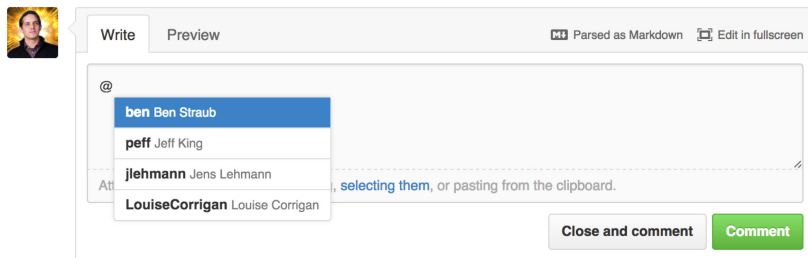 Write Preview M↓ Parsed as Markdown Edit in fullscreen
@
ben Ben Straub
peff Jeff King
jlehmann Jens Lehmann
Att , selecting them, or pasting from the clipboard.
LouiseCorrigan Louise Corrigan
Close and comment Comment